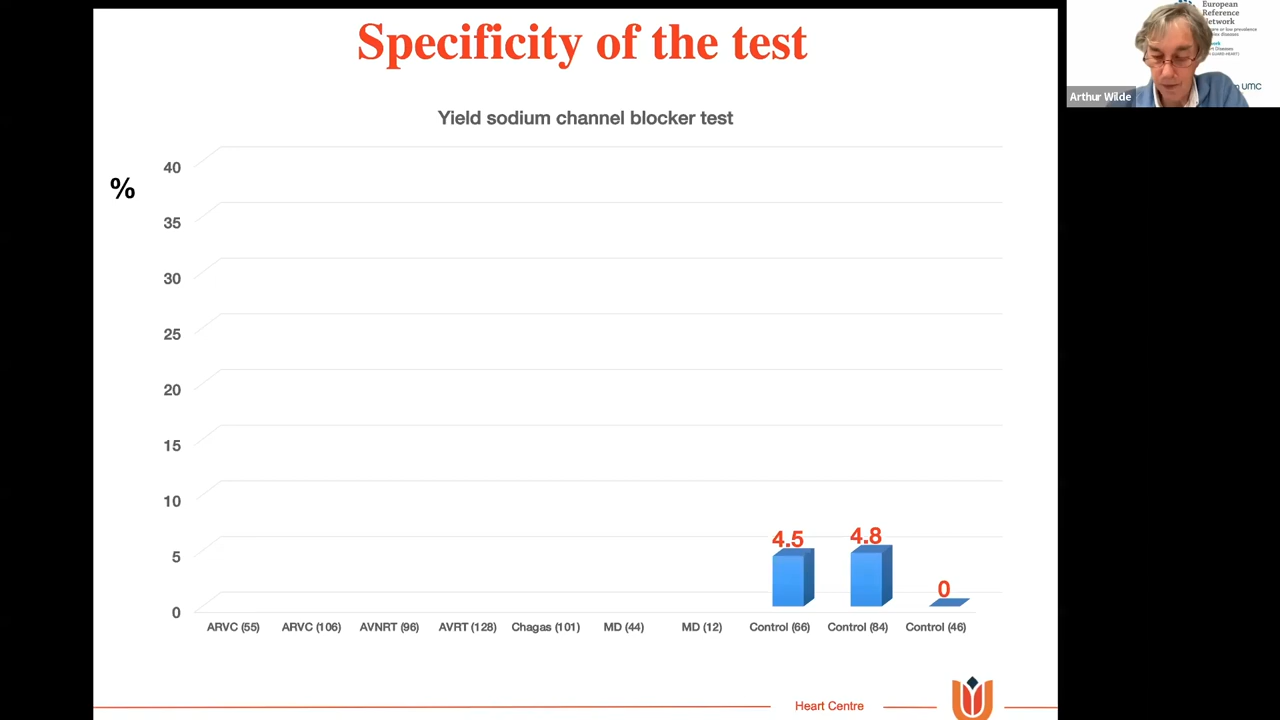 Specificity of the test
Yield sodium channel blocker test
%
40
35
30
25
20
15
10
5
0
4.5
4.8
0
ARVC (55)
ARVC (106)
AVNRT (96)
AVRT (128)
Chagas (101)
MD (44)
MD (12)
Control (66)
Control (84)
Control (46)
Heart Centre
European
Reference
Network
Arthur Wilde
UMC